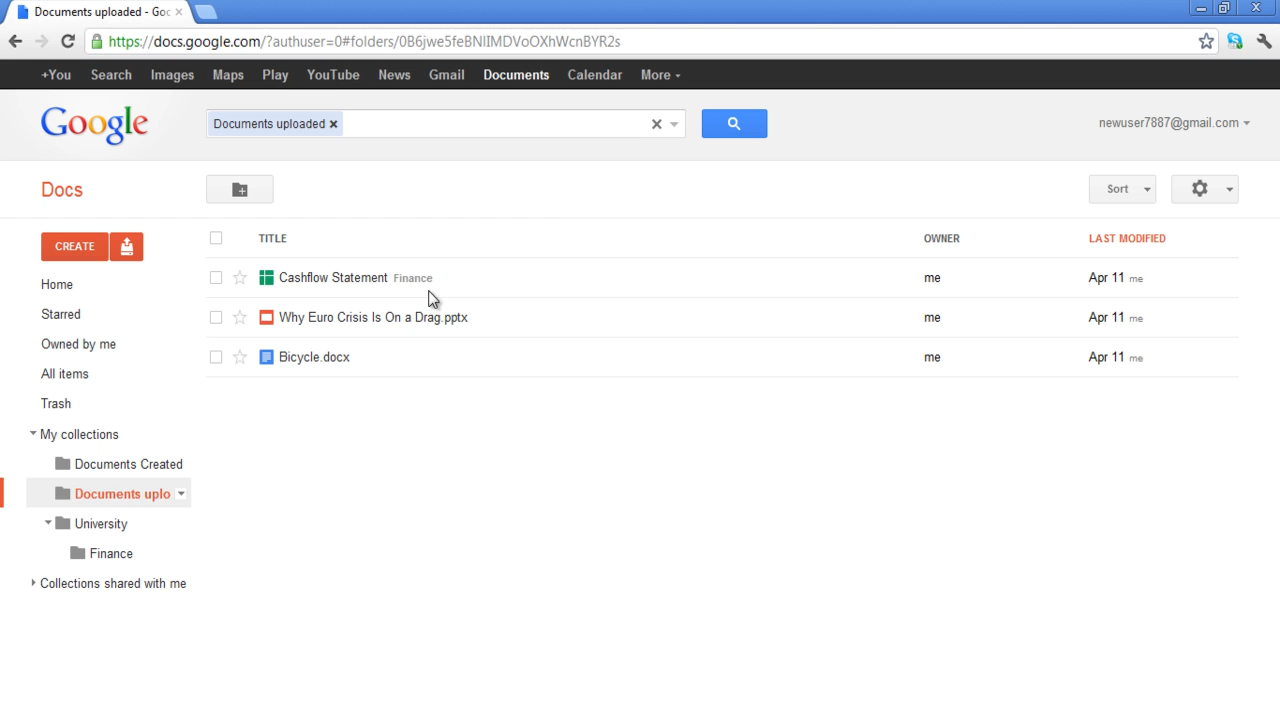 Documents uploaded - Goo
https://docs.google.com/?authuser=0#folders/0B6jwe5feBNIIMDVoOXhWcnBYR2s
+You Search Images Maps Play YouTube News Gmail Documents Calendar More
Google
Documents uploaded
newuser7887@gmail.com
Docs
Sort
CREATE
TITLE OWNER LAST MODIFIED
Home
Cashflow Statement Finance me Apr 11 me
Starred
Why Euro Crisis Is On a Drag.pptx me Apr 11 me
Owned by me
Bicycle.docx me Apr 11 me
All items
Trash
My collections
Documents Created
Documents uplo
University
Finance
Collections shared with me